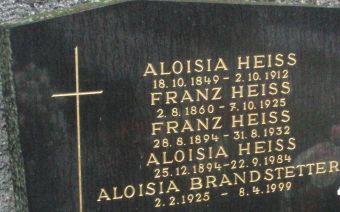 ALOISIA HEISS
18.10.1849 - 2.10.1912
FRANZ HEISS
2.8.1860 - 7.10.1925
FRANZ HEISS
28.8.1894 - 31.8.1932
ALOISIA HEISS
25.12.1894 - 22.9.1984
ALOISIA BRANDSTETTER
2.2.1925 - 8.4.1999